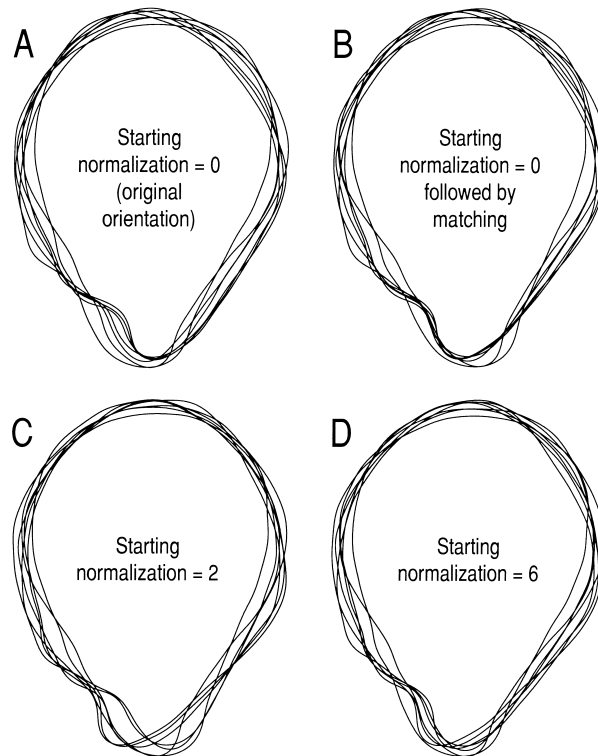 A
Starting
normalization = 0
(original
orientation)
B
Starting
normalization = 0
followed by
matching
C
Starting
normalization = 2
D
Starting
normalization = 6